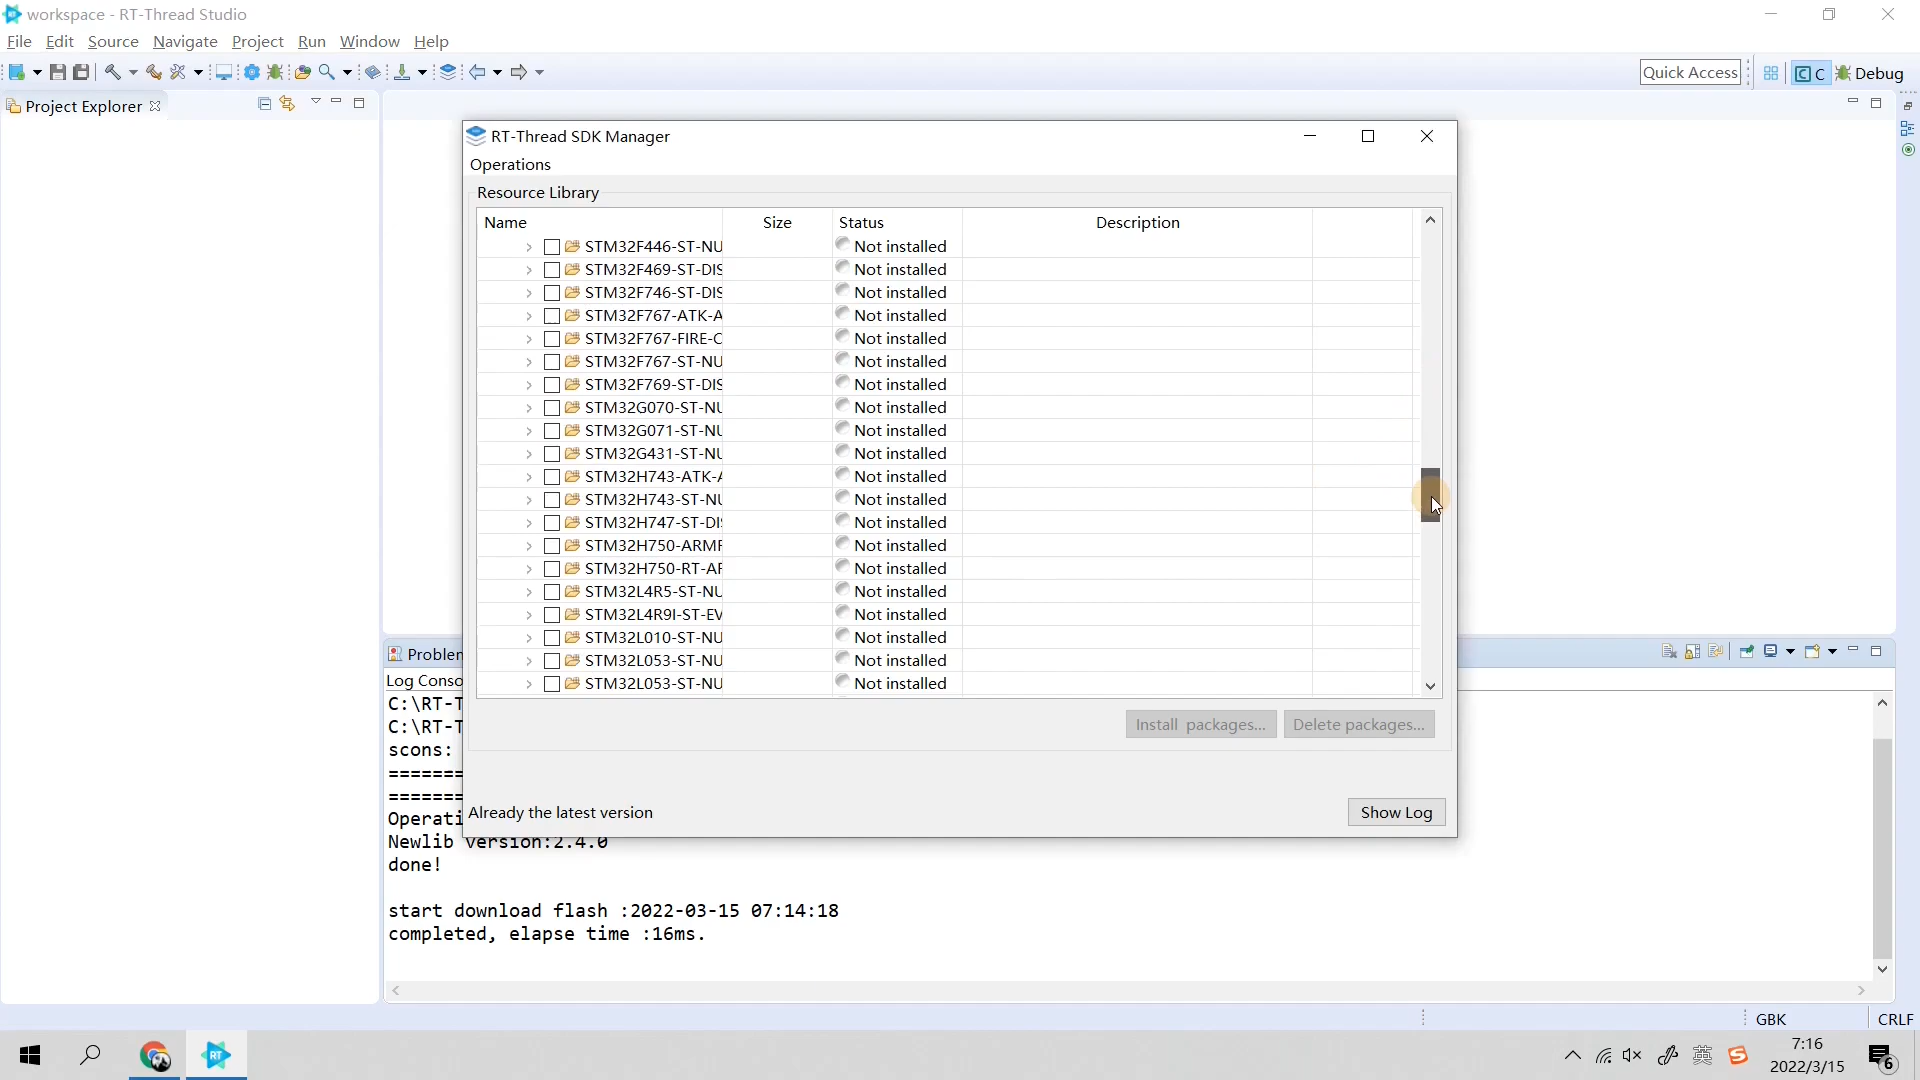 workspace - RT-Thread Studio
File Edit Source Navigate Project Run Window Help
Quick Access
C
Debug
Project Explorer
RT-Thread SDK Manager
Operations
Resource Library
Name Size Status Description
STM32F446-ST-NU Not installed
STM32F469-ST-DIS Not installed
STM32F746-ST-DIS Not installed
STM32F767-ATK-A Not installed
STM32F767-FIRE-C Not installed
STM32F767-ST-NU Not installed
STM32F769-ST-DIS Not installed
STM32G070-ST-NU Not installed
STM32G071-ST-NU Not installed
STM32G431-ST-NU Not installed
STM32H743-ATK-A Not installed
STM32H743-ST-NU Not installed
STM32H747-ST-DI Not installed
STM32H750-ARMF Not installed
STM32H750-RT-AF Not installed
STM32L4R5-ST-NU Not installed
STM32L4R9I-ST-EV Not installed
STM32L010-ST-NU Not installed
STM32L053-ST-NU Not installed
STM32L053-ST-NU Not installed
Install packages... Delete packages...
Already the latest version
Show Log
Problem
Log Conso
C:\RT-T
C:\RT-T
scons:
=======
=======
Operati
Newlib version:2.4.0
done!
start download flash :2022-03-15 07:14:18
completed, elapse time :16ms.
GBK
CRLF
RT
英
S
7:16
2022/3/15
6